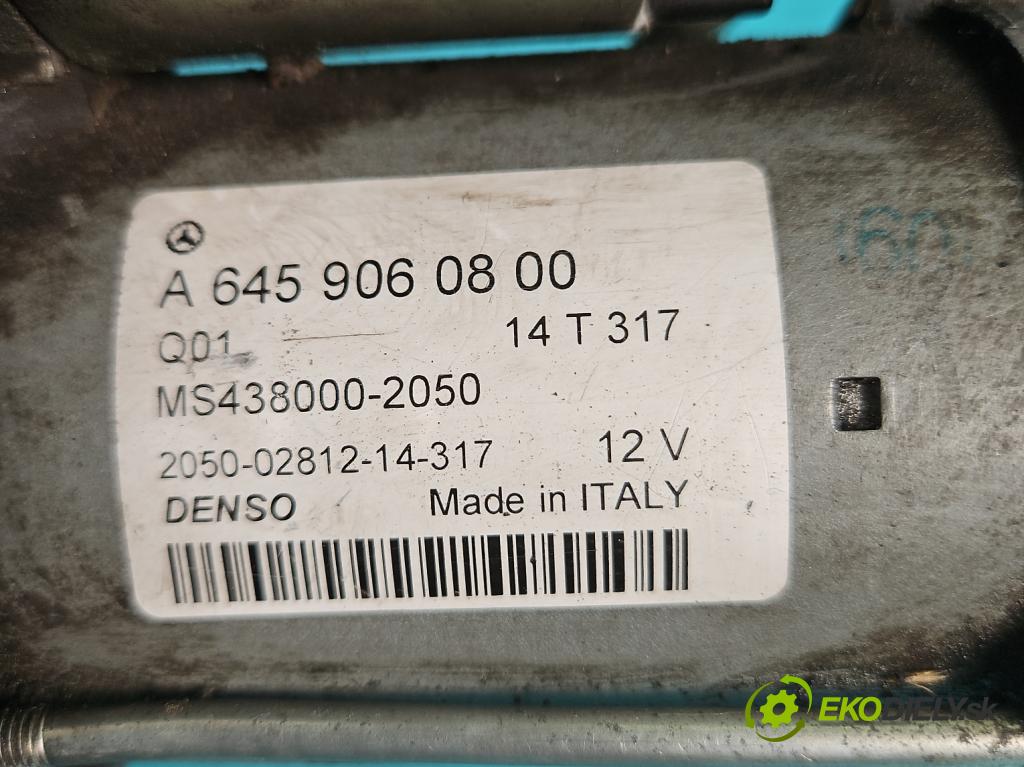 A 645 906 08 00
Q01 14 T 317
MS438000-2050
2050-02812-14-317 12 V
DENSO Made in ITALY
EKODIELY.sk